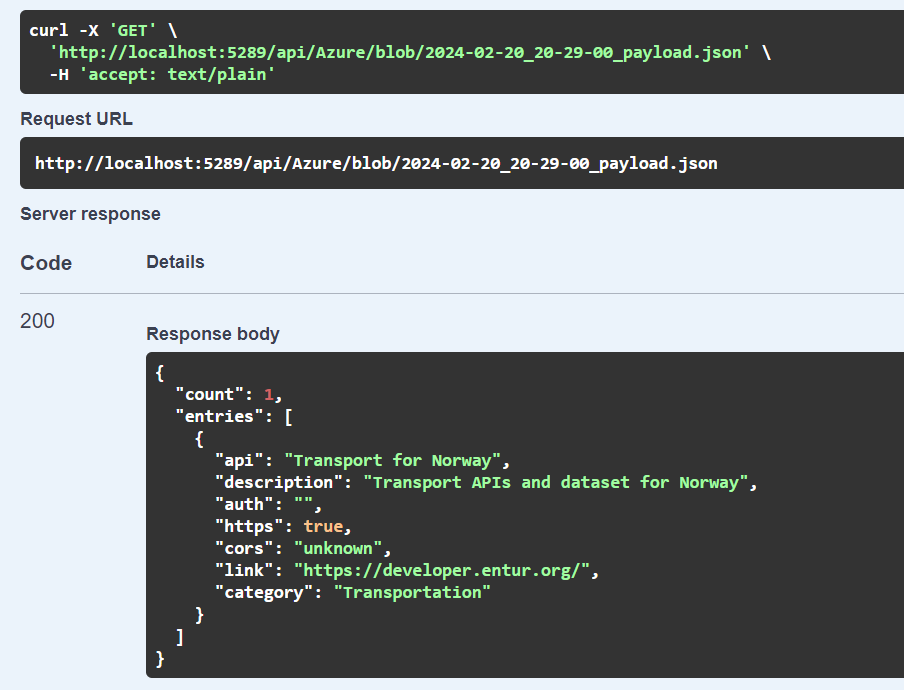 curl -X 'GET' \
  'http://localhost:5289/api/Azure/blob/2024-02-20_20-29-00_payload.json' \
  -H 'accept: text/plain'
Request URL
http://localhost:5289/api/Azure/blob/2024-02-20_20-29-00_payload.json
Server response
Code Details
200
Response body
{
  "count": 1,
  "entries": [
    {
      "api": "Transport for Norway",
      "description": "Transport APIs and dataset for Norway",
      "auth": "",
      "https": true,
      "cors": "unknown",
      "link": "https://developer.entur.org/",
      "category": "Transportation"
    }
  ]
}